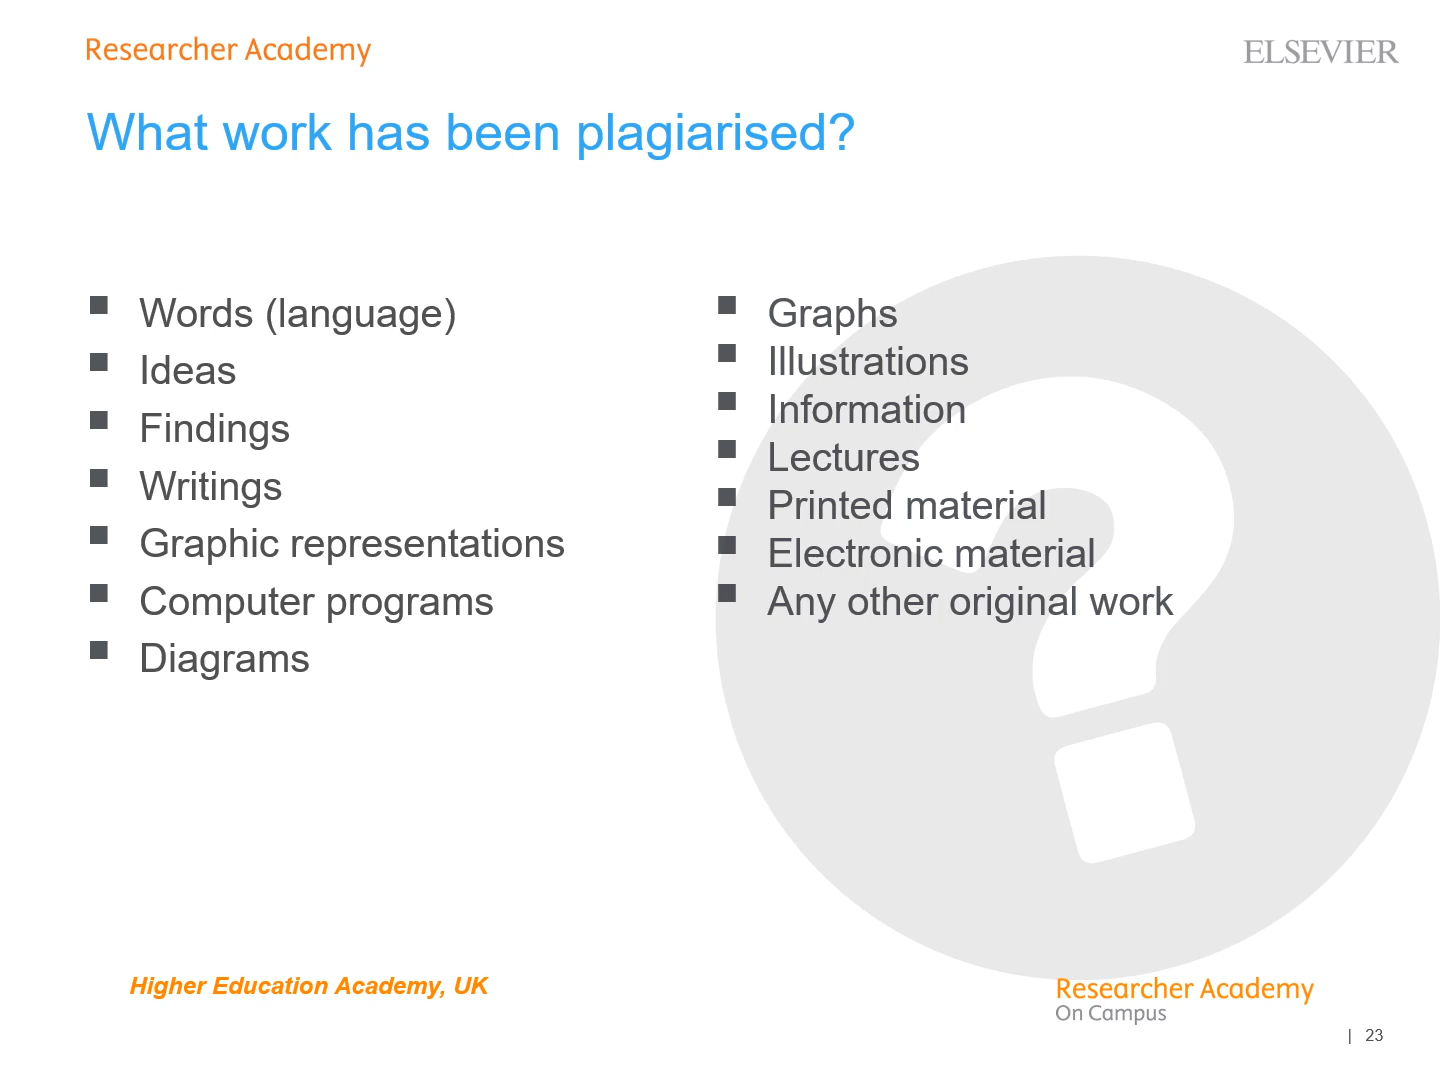 Researcher Academy
ELSEVIER
What work has been plagiarised?
■ Words (language)
■ Ideas
■ Findings
■ Writings
■ Graphic representations
■ Computer programs
■ Diagrams
■ Graphs
■ Illustrations
■ Information
■ Lectures
■ Printed material
■ Electronic material
■ Any other original work
?
Higher Education Academy, UK
Researcher Academy
On Campus
| 23